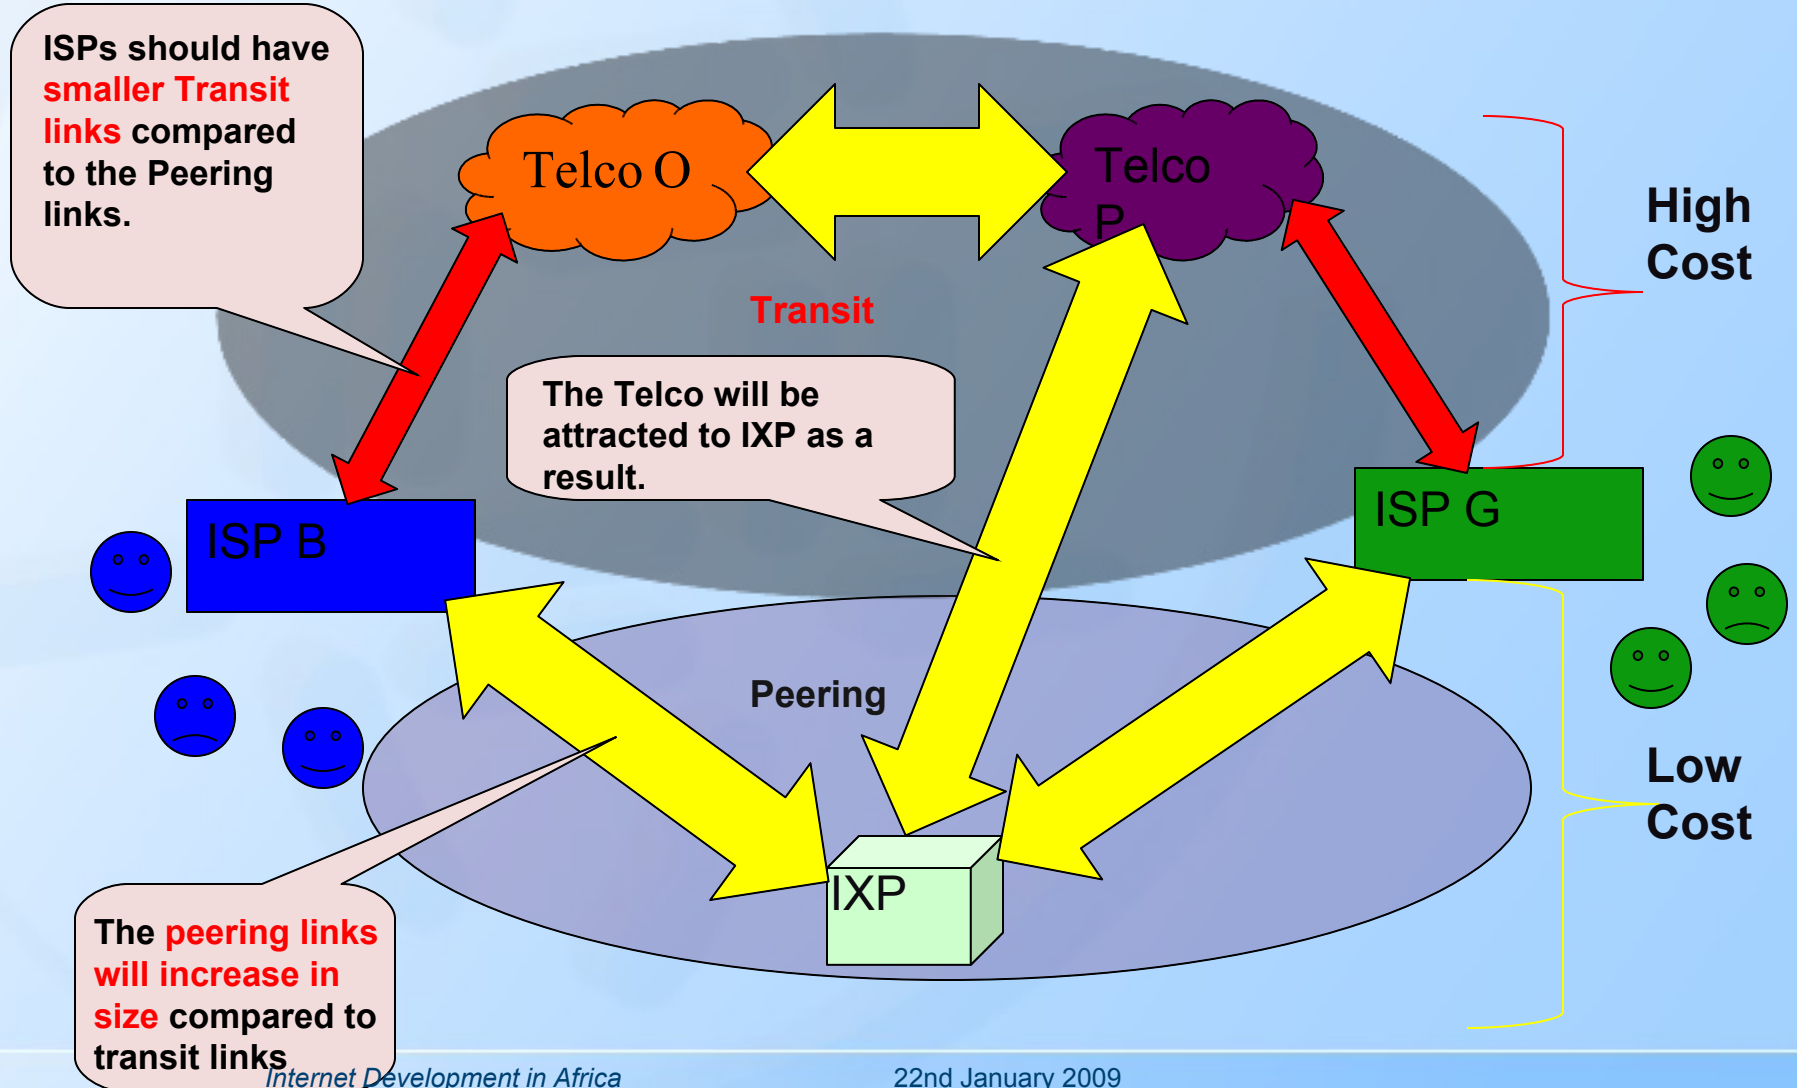 ISPs should have
smaller Transit
links compared
to the Peering
links.
Telco O
Telco
P
High
Cost
Transit
The Telco will be
attracted to IXP as a
result.
ISP B
ISP G
Peering
Low
Cost
IXP
The peering links
will increase in
size compared to
transit links
Internet Development in Africa
22nd January 2009